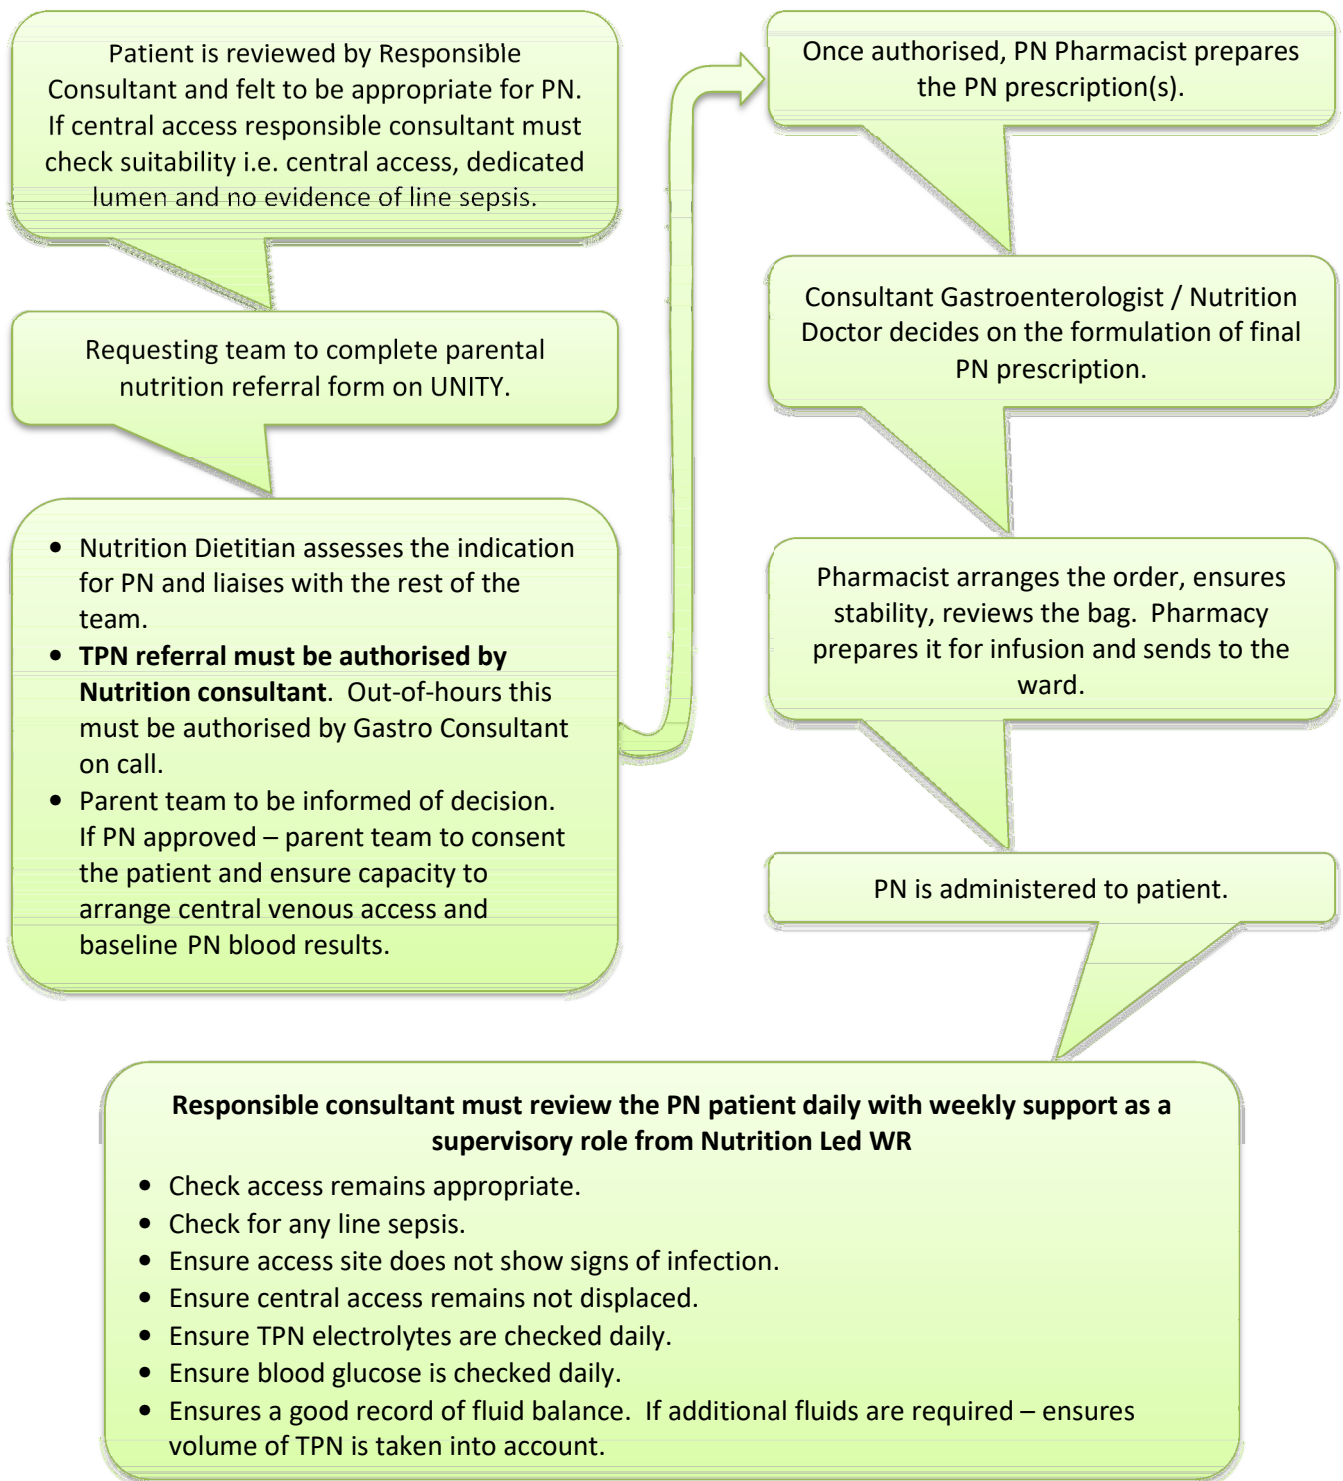 Patient is reviewed by Responsible
Consultant and felt to be appropriate for PN.
If central access responsible consultant must
check suitability i.e. central access, dedicated
lumen and no evidence of line sepsis.
Requesting team to complete parental
nutrition referral form on UNITY.
• Nutrition Dietitian assesses the indication
for PN and liaises with the rest of the
team.
• TPN referral must be authorised by
Nutrition consultant. Out-of-hours this
must be authorised by Gastro Consultant
on call.
• Parent team to be informed of decision.
If PN approved – parent team to consent
the patient and ensure capacity to
arrange central venous access and
baseline PN blood results.
Once authorised, PN Pharmacist prepares
the PN prescription(s).
Consultant Gastroenterologist / Nutrition
Doctor decides on the formulation of final
PN prescription.
Pharmacist arranges the order, ensures
stability, reviews the bag. Pharmacy
prepares it for infusion and sends to the
ward.
PN is administered to patient.
Responsible consultant must review the PN patient daily with weekly support as a
supervisory role from Nutrition Led WR
• Check access remains appropriate.
• Check for any line sepsis.
• Ensure access site does not show signs of infection.
• Ensure central access remains not displaced.
• Ensure TPN electrolytes are checked daily.
• Ensure blood glucose is checked daily.
• Ensures a good record of fluid balance. If additional fluids are required – ensures
volume of TPN is taken into account.